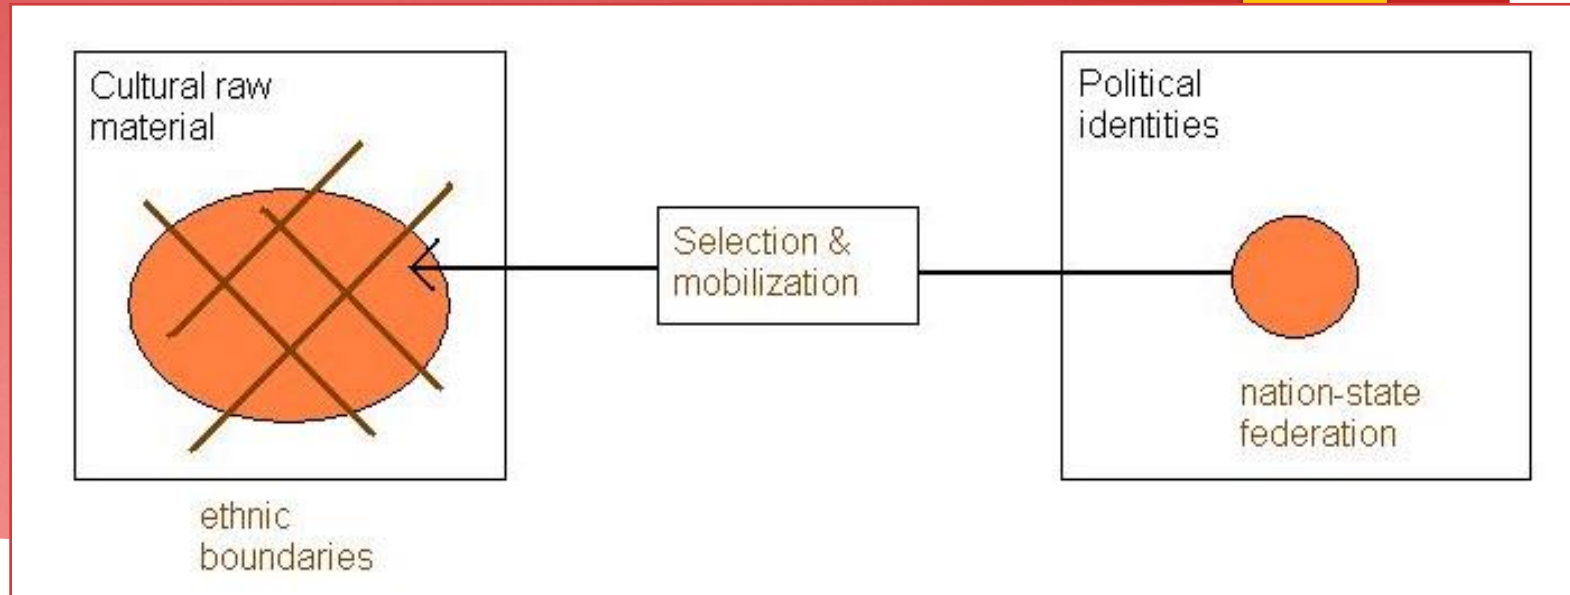 Cultural raw
material
ethnic
boundaries
Selection &
mobilization
Political
identities
nation-state
federation